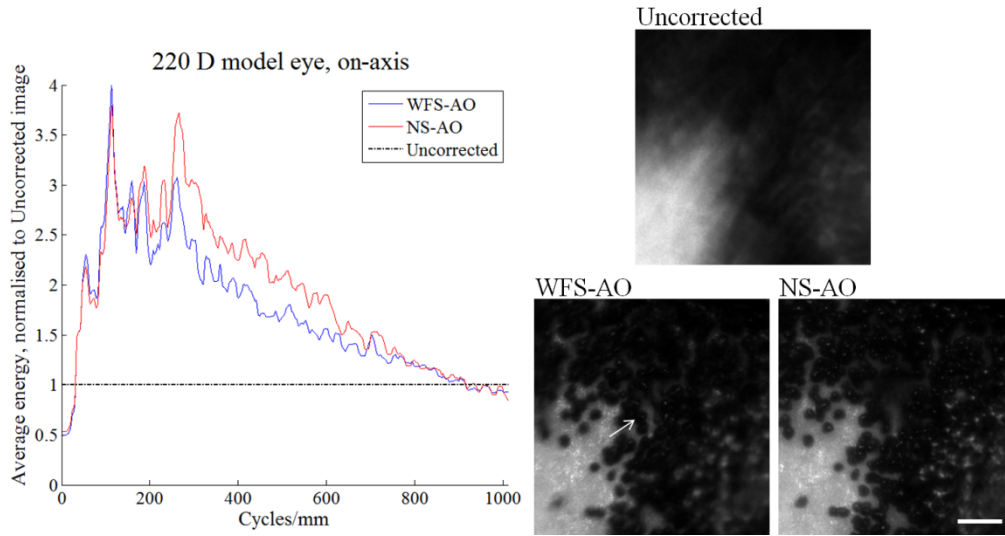 220 D model eye, on-axis
Average energy, normalised to Uncorrected image
4
3.5
3
2.5
2
1.5
1
0.5
0
0
200
400
600
800
1000
Cycles/mm
WFS-AO
NS-AO
Uncorrected
Uncorrected
WFS-AO
NS-AO